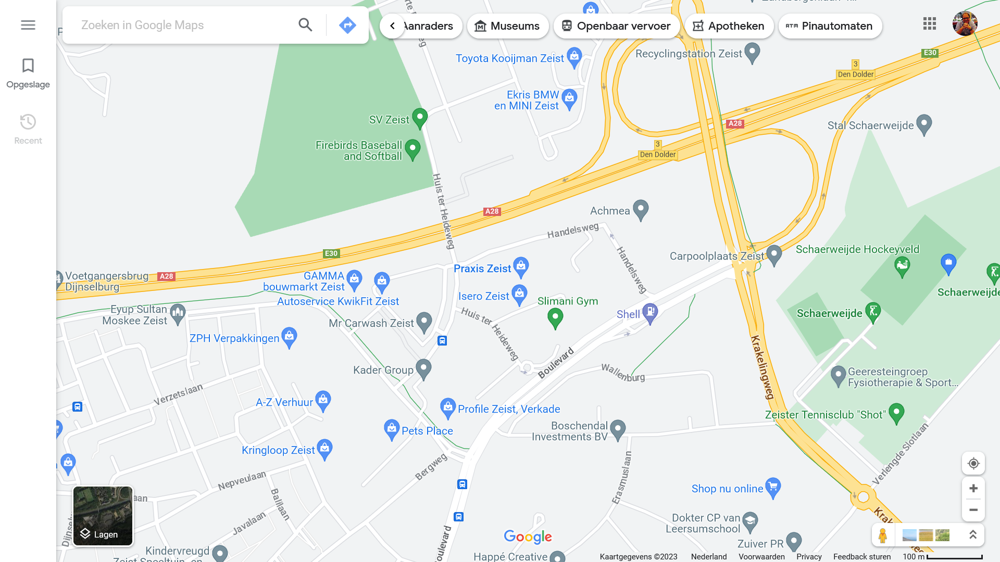 Zoeken in Google Maps
Aanraders
Museums
Openbaar vervoer
Apotheken
ATM
Pinautomaten
Opgeslage
Recent
Toyota Kooijman Zeist
Recyclingstation Zeist
E30
3
Den Dolder
Ekris BMW
en MINI Zeist
SV Zeist
A28
Stal Schaerweijde
Firebirds Baseball
and Softball
3
Den Dolder
Huis ter Heideweg
A28
Achmea
Handelsweg
Handelsweg
E30
Carpoolplaats Zeist
Schaerweijde Hockeyveld
Praxis Zeist
A28
Voetgangersbrug
Dijnselburg
GAMMA
bouwmarkt Zeist
Autoservice KwikFit Zeist
Isero Zeist
Slimani Gym
Schaerweijde
Eyup Sultan
Moskee Zeist
Mr Carwash Zeist
Huis ter Heideweg
Shell
Schaerweijde
ZPH Verpakkingen
Kader Group
Boulevard
Wallenburg
Krakelingweg
Geeresteingroep
Fysiotherapie & Sport...
Verzetslaan
A-Z Verhuur
Profile Zeist, Verkade
Zeister Tennisclub "Shot"
Pets Place
Boschendal
Investments BV
Verlengde Slotlaan
Kringloop Zeist
Bergweg
Erasmuslaan
Nepveulaan
Balilaan
Javalaan
Shop nu online
Lagen
Dokter CP van
Leersumschool
Google
Zuiver PR
Kindervreugd
Happé Creative
Kaartgegevens ©2023
Nederland
Voorwaarden
Privacy
Feedback sturen
100 m